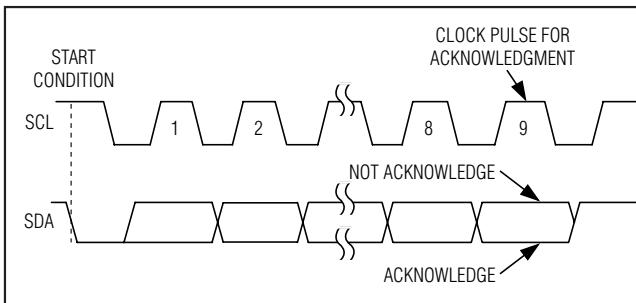 START
CONDITION
CLOCK PULSE FOR
ACKNOWLEDGMENT
SCL
1
2
8
9
NOT ACKNOWLEDGE
SDA
ACKNOWLEDGE